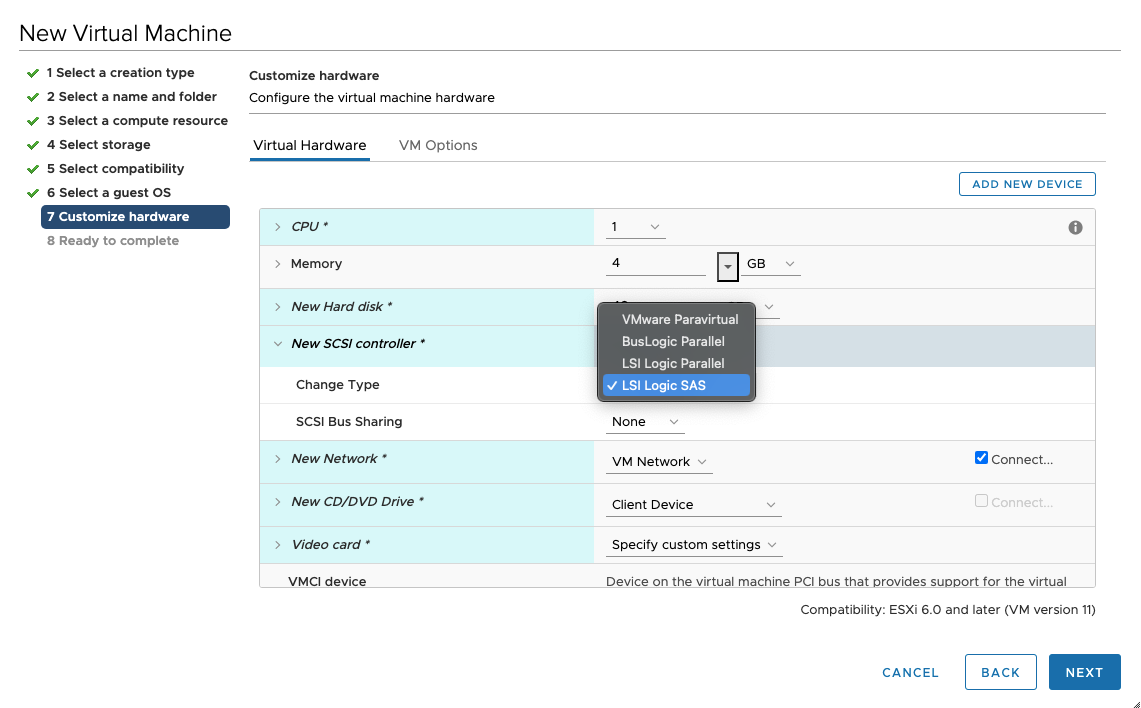 New Virtual Machine
1 Select a creation type
2 Select a name and folder
3 Select a compute resource
4 Select storage
5 Select compatibility
6 Select a guest OS
7 Customize hardware
8 Ready to complete
Customize hardware
Configure the virtual machine hardware
Virtual Hardware VM Options
ADD NEW DEVICE
CPU * 1
Memory 4 GB
New Hard disk *
New SCSI controller *
VMware Paravirtual
BusLogic Parallel
LSI Logic Parallel
Change Type LSI Logic SAS
SCSI Bus Sharing None
New Network * VM Network Connect...
New CD/DVD Drive * Client Device Connect...
Video card * Specify custom settings
VMCI device Device on the virtual machine PCI bus that provides support for the virtual
Compatibility: ESXi 6.0 and later (VM version 11)
CANCEL BACK NEXT